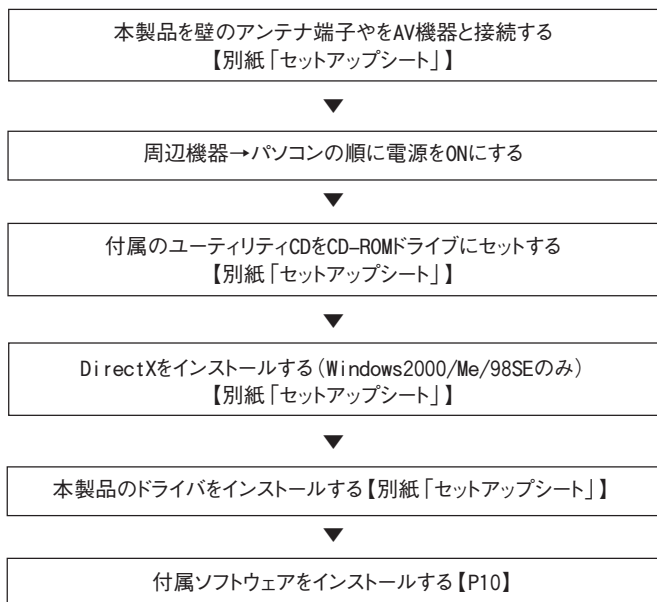 本製品を壁のアンテナ端子やをAV機器と接続する
【別紙「セットアップシート」】
▼
周辺機器→パソコンの順に電源をONにする
▼
付属のユーティリティCDをCD-ROMドライブにセットする
【別紙「セットアップシート」】
▼
DirectXをインストールする(Windows2000/Me/98SEのみ)
【別紙「セットアップシート」】
▼
本製品のドライバをインストールする【別紙「セットアップシート」】
▼
付属ソフトウェアをインストールする【P10】